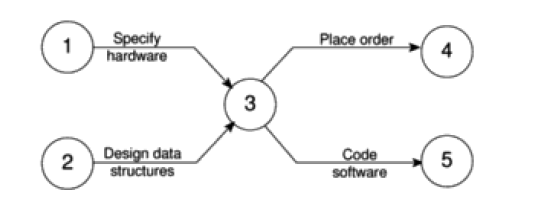 1
Specify
hardware
Place order
4
3
2
Design data
structures
Code
software
5